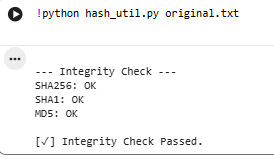 !python hash_util.py original.txt
--- Integrity Check ---
SHA256: OK
SHA1: OK
MD5: OK
[✓] Integrity Check Passed.